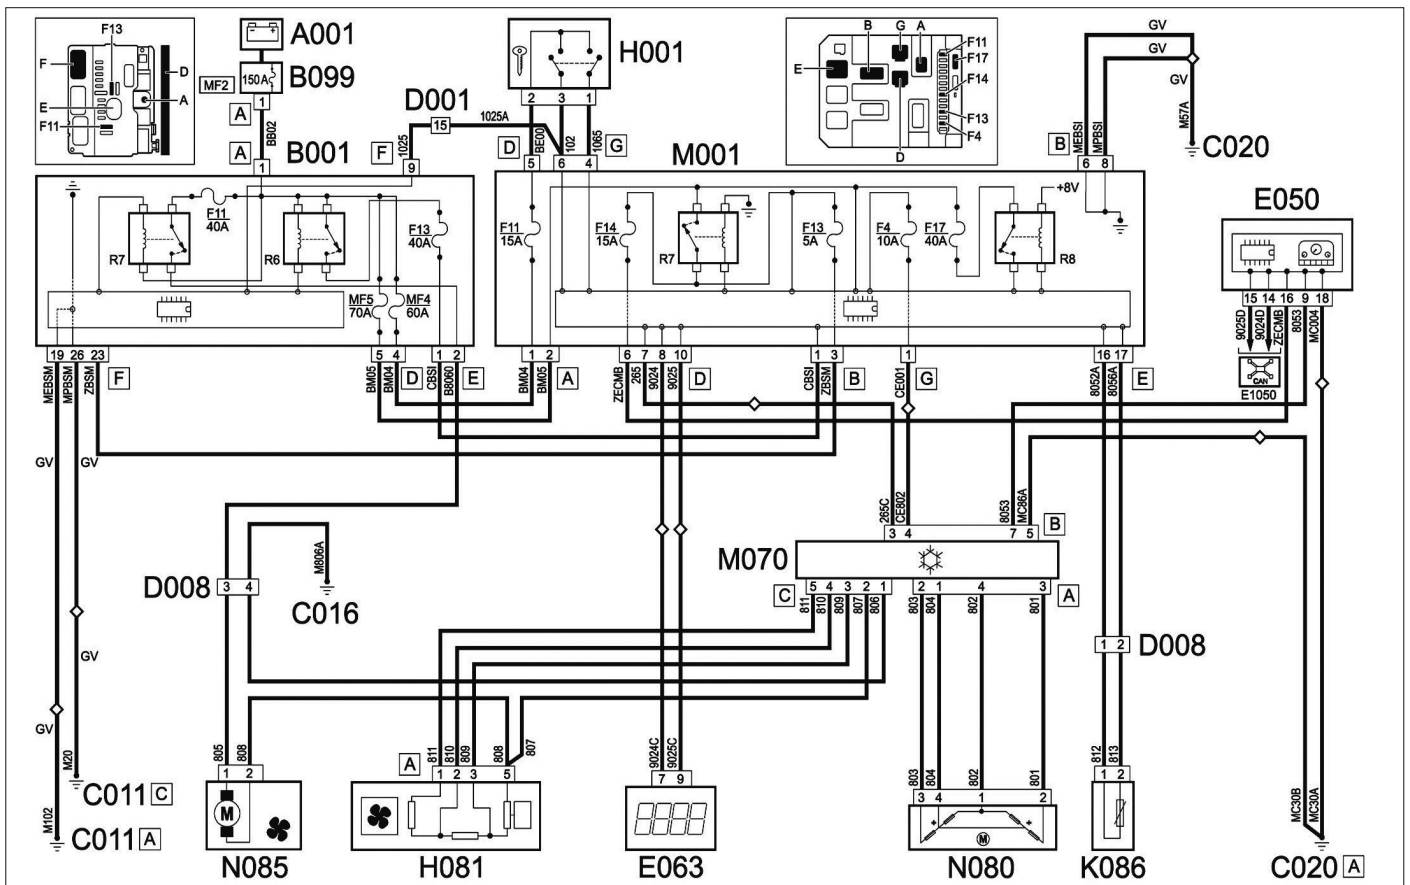 F13
F
D
E
A
F11
A001
MF2
150A
B099
1
A
BB02
A
1
B001
D001
15
1025A
1025
F
9
H001
2 3 1
BE00
102
1065
D
5 6 4
G
M001
B G A
F11
F17
E
F14
F13
F4
D
GV
GV
GV
M57A
MEBSI
MPBSI
B
6 8
C020
F11
40A
R7
R6
F13
40A
MF5
70A
MF4
60A
F11
15A
F14
15A
R7
F13
5A
F4
10A
F17
40A
+8V
R8
E050
15 14 16 9 18
9025D
9024D
ZECMB
8053
MC004
CAN
E1050
19 26 23
F
MEBSM
MPBSM
ZBSM
5 4
D
BM05
BM04
1 2
E
CBSI
B8060
1 2
A
BM04
BM05
6 7 8 10
D
ZECMB
265
9024
9025
1 3
B
CBSI
ZBSM
1
G
CE001
16 17
E
8052A
8056A
GV
GV
265C
CE802
8053
MC86A
3 4 7 5
B
M070
C
5 4 3 2 1
2 1 4 3
A
811
810
809
807
806
803
804
802
801
M806A
D008
3 4
C016
1 2
D008
GV
GV
M20
C011 C
M102
C011 A
805
808
1 2
M
N085
A
811
810
809
808
807
1 2 3 5
H081
9024C
9025C
7 9
E063
803
804
802
801
3 4 1 2
+ +
M
N080
812
813
1 2
K086
MC30B
MC30A
C020 A